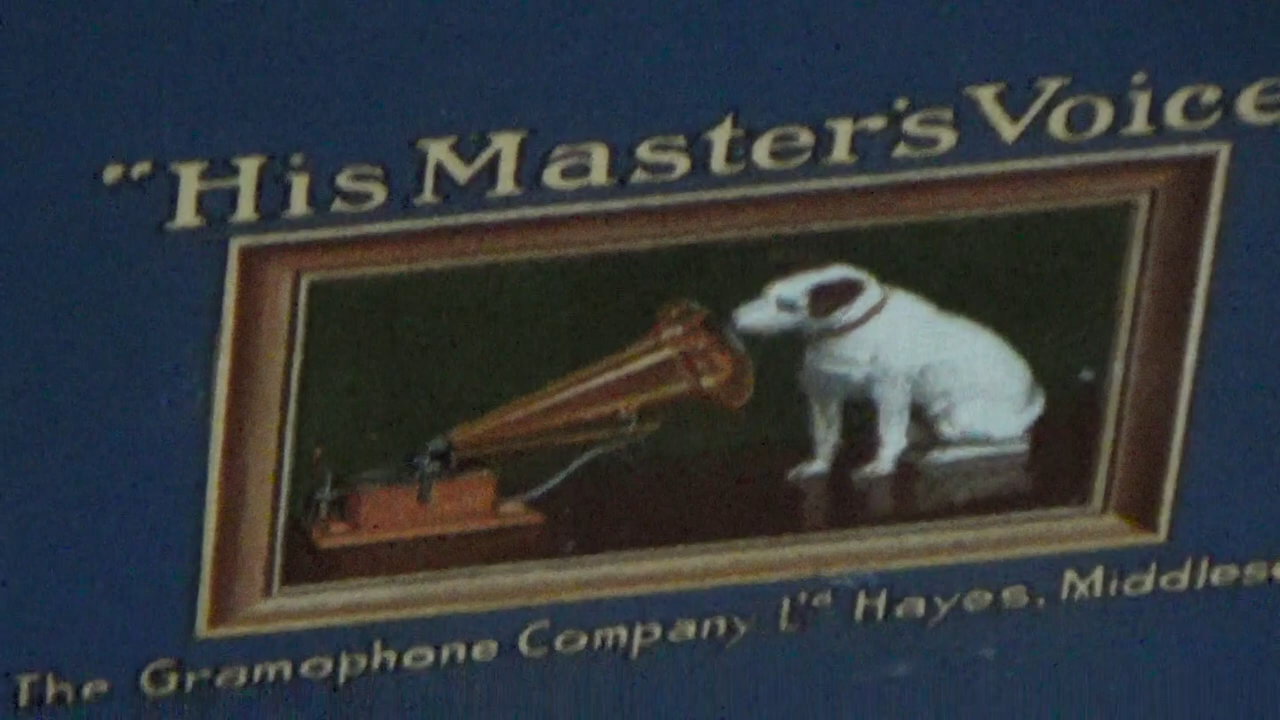 "His Master's Voice
The Gramophone Company Ltd Hayes. Middlese